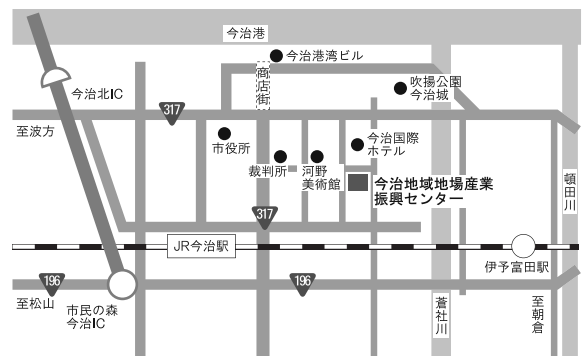 今治港
今治港湾ビル
商店街
吹揚公園
今治城
今治北IC
317
至波方
市役所
今治国際
ホテル
裁判所
河野
美術館
今治地域地場産業
振興センター
頓田川
317
JR今治駅
伊予富田駅
196
196
至松山
市民の森
今治IC
蒼社川
至朝倉